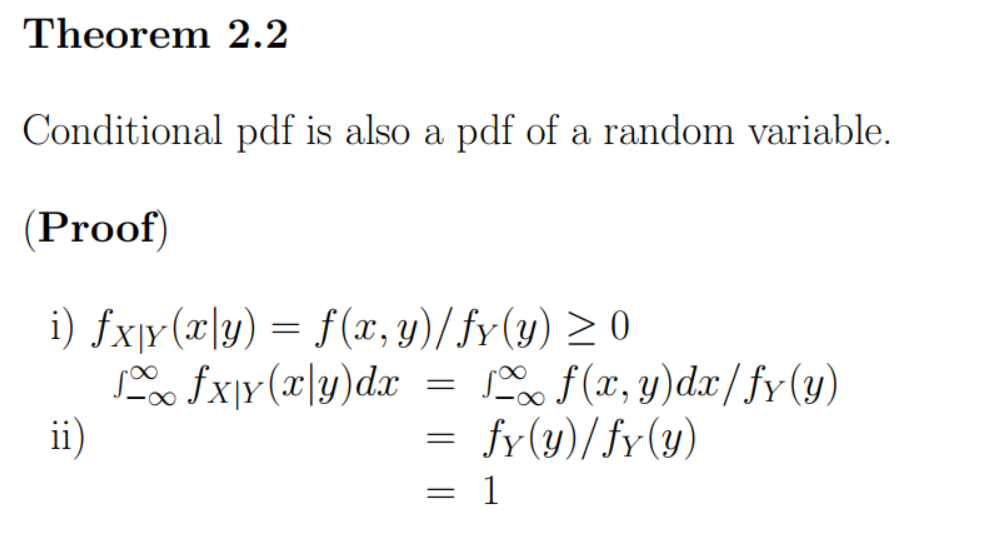 Theorem 2.2
Conditional pdf is also a pdf of a random variable.
(Proof)
i) f_{X|Y}(x|y) = f(x, y)/f_Y(y) ≥ 0
∫_{-∞}^{∞} f_{X|Y}(x|y)dx = ∫_{-∞}^{∞} f(x, y)dx/f_Y(y)
ii) = f_Y(y)/f_Y(y)
= 1